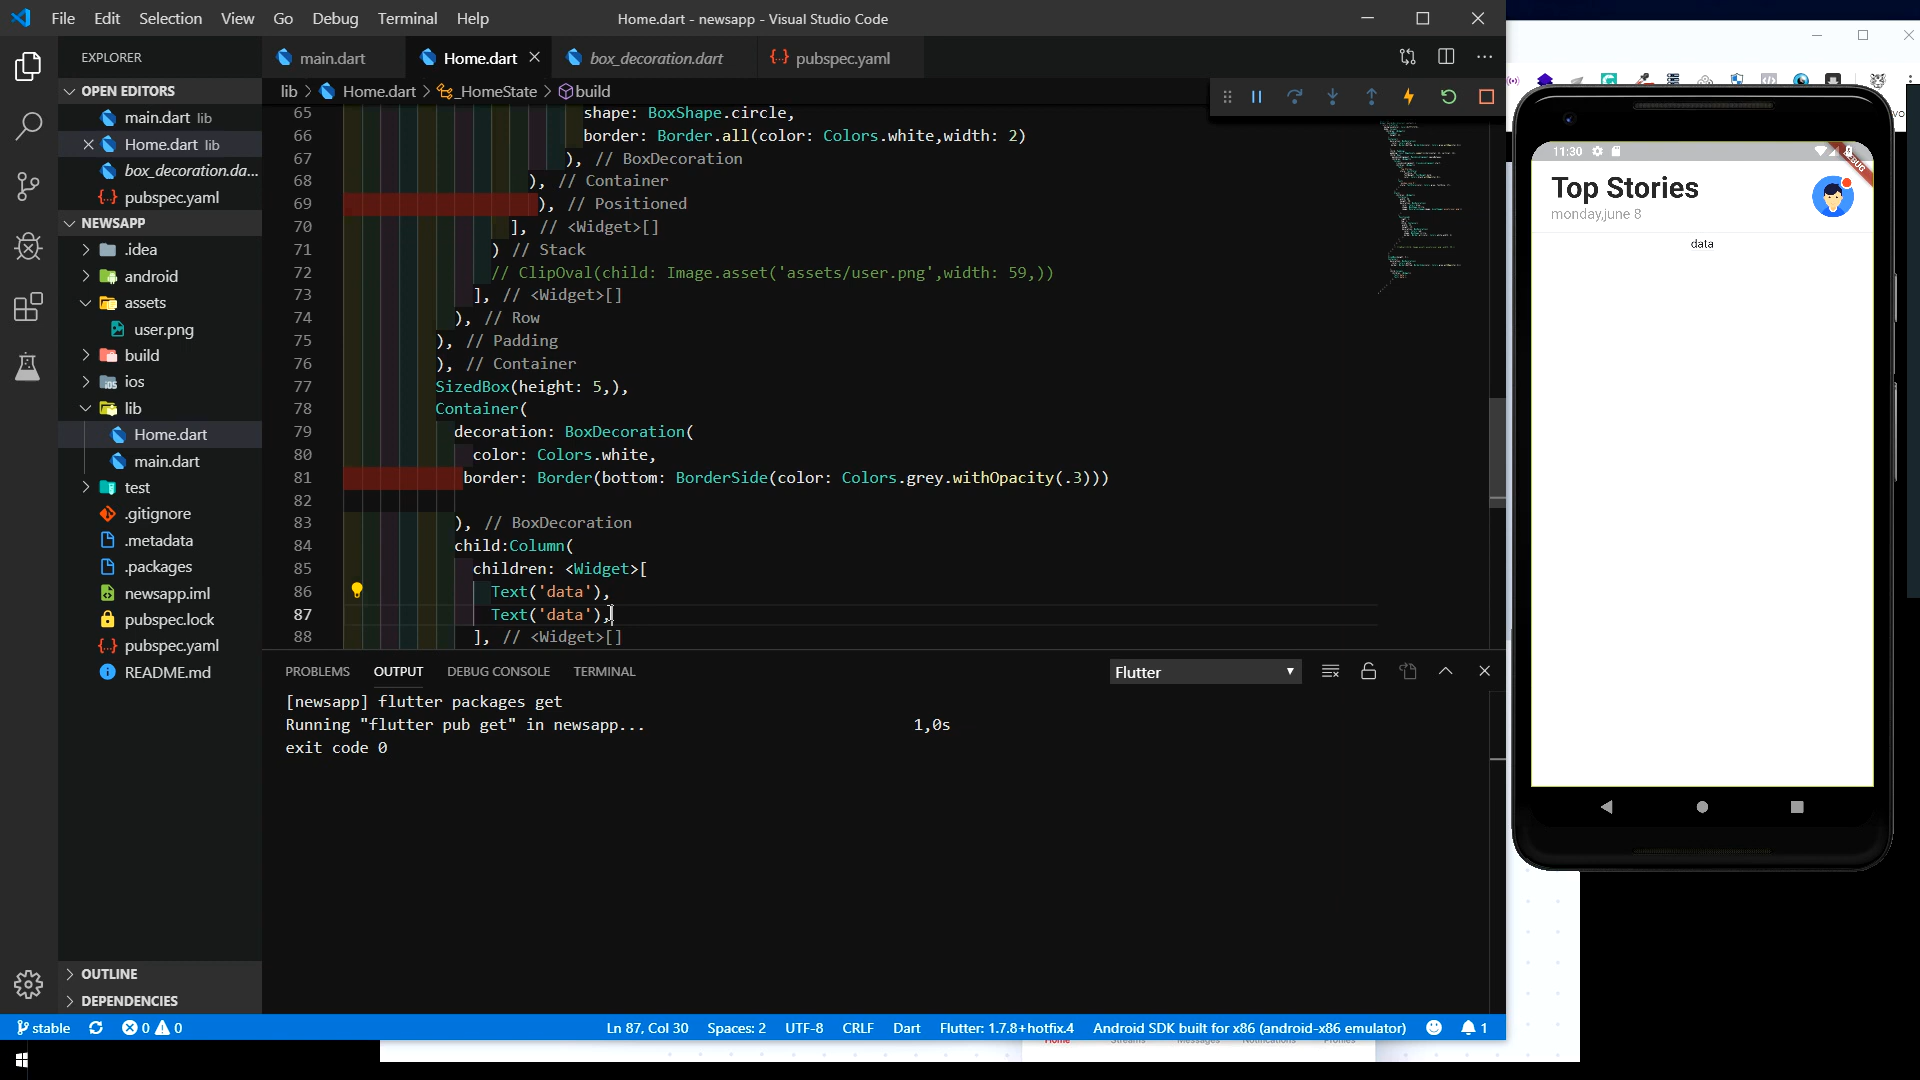 File Edit Selection View Go Debug Terminal Help
Home.dart - newsapp - Visual Studio Code
EXPLORER
OPEN EDITORS
main.dart lib
Home.dart lib
box_decoration.da...
pubspec.yaml
NEWSAPP
.idea
android
assets
user.png
build
ios
lib
Home.dart
main.dart
test
.gitignore
.metadata
.packages
newsapp.iml
pubspec.lock
pubspec.yaml
README.md
OUTLINE
DEPENDENCIES
main.dart Home.dart box_decoration.dart pubspec.yaml
lib > Home.dart > _HomeState > build
65 shape: BoxShape.circle,
66 border: Border.all(color: Colors.white,width: 2)
67 ), // BoxDecoration
68 ), // Container
69 ), // Positioned
70 ], // <Widget>[]
71 ) // Stack
72 // ClipOval(child: Image.asset('assets/user.png',width: 59,))
73 ], // <Widget>[]
74 ), // Row
75 ), // Padding
76 ), // Container
77 SizedBox(height: 5,),
78 Container(
79 decoration: BoxDecoration(
80 color: Colors.white,
81 border: Border(bottom: BorderSide(color: Colors.grey.withOpacity(.3)))
82
83 ), // BoxDecoration
84 child:Column(
85 children: <Widget>[
86 Text('data'),
87 Text('data'),
88 ], // <Widget>[]
PROBLEMS OUTPUT DEBUG CONSOLE TERMINAL
Flutter
[newsapp] flutter packages get
Running "flutter pub get" in newsapp... 1,0s
exit code 0
stable 0 0
Ln 87, Col 30 Spaces: 2 UTF-8 CRLF Dart Flutter: 1.7.8+hotfix.4 Android SDK built for x86 (android-x86 emulator) 1
11:30
DEBUG
Top Stories
monday,june 8
data
Home Streams Messages Notifications Profiles